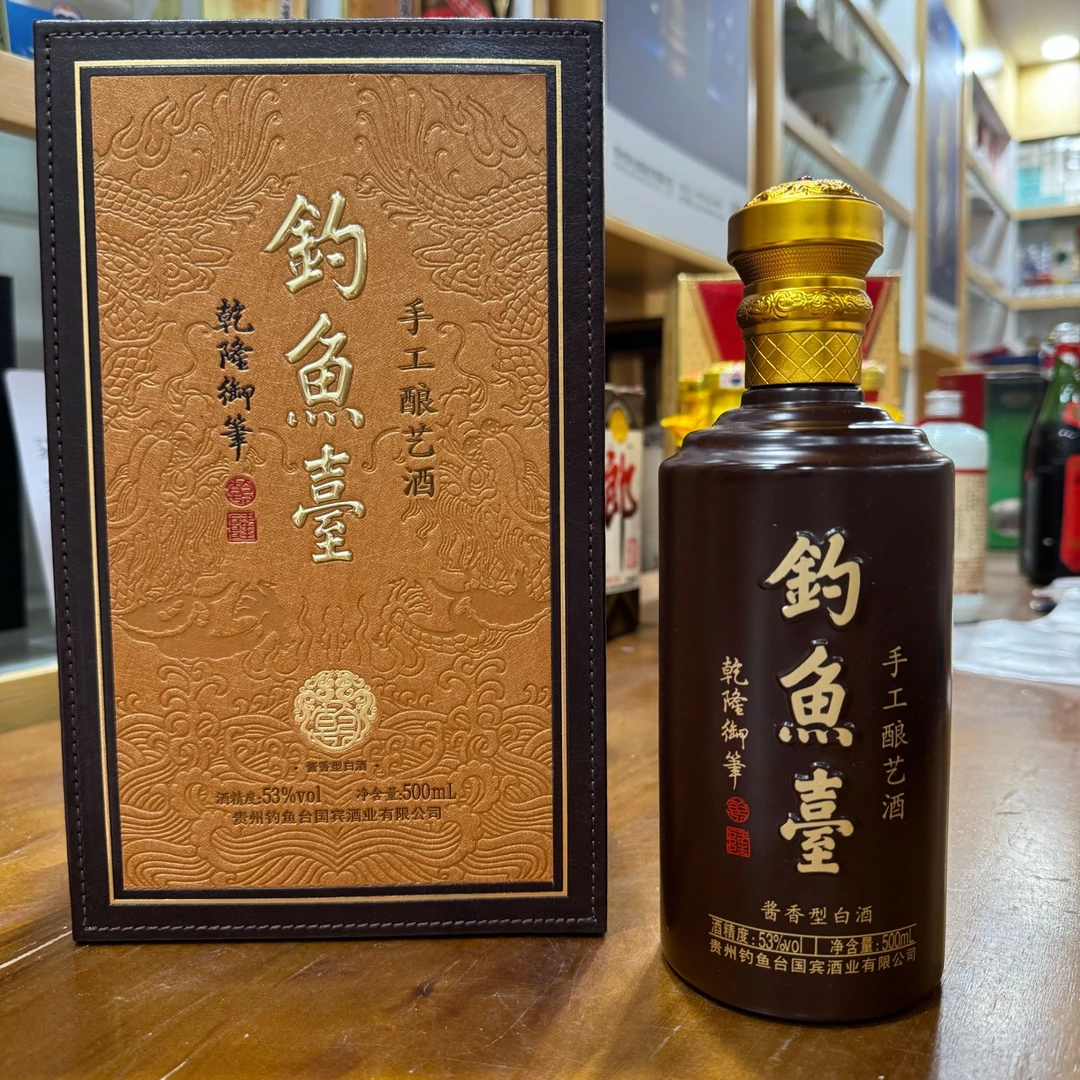 釣魚臺
手工酿艺酒
乾隆御筆
酱香型白酒
酒精度:53%vol 净含量:500mL
贵州钓鱼台国宾酒业有限公司
釣魚臺
手工酿艺酒
乾隆御筆
酱香型白酒
酒精度:53%vol 净含量:500mL
贵州钓鱼台国宾酒业有限公司
郎